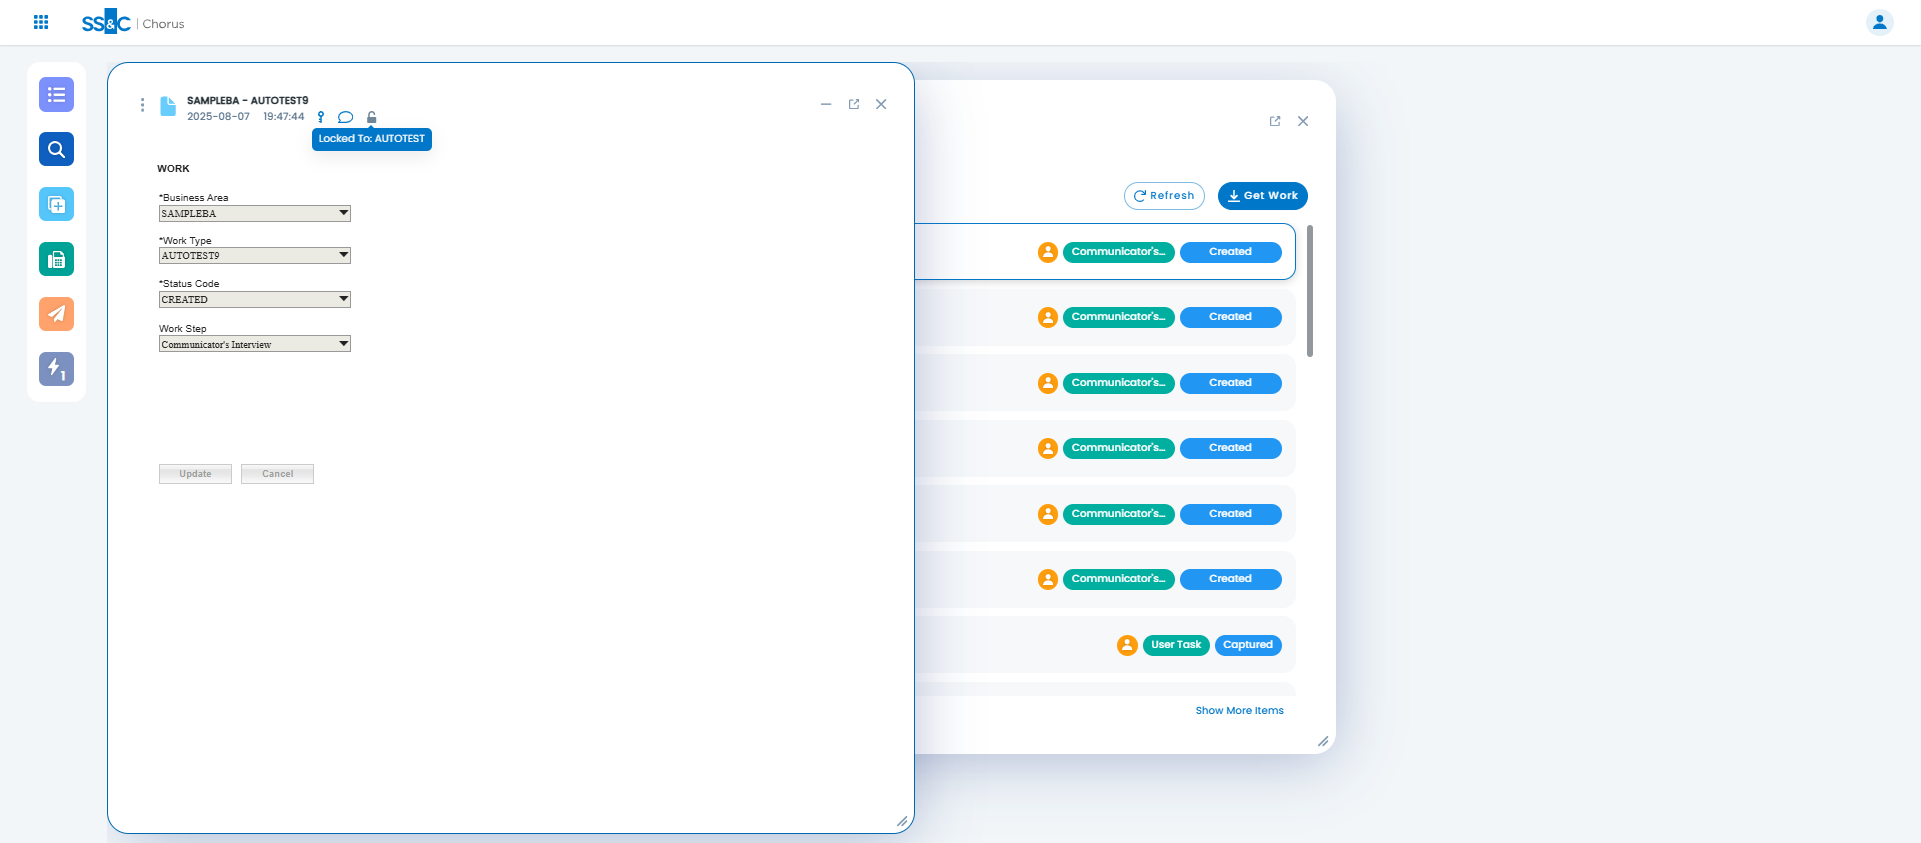 SS&C | Chorus
SAMPLEBA - AUTOTEST9
2025-08-07 19:47:44
Locked To: AUTOTEST
WORK
*Business Area
SAMPLEBA
*Work Type
AUTOTEST9
*Status Code
CREATED
Work Step
Communicator's Interview
Update Cancel
1
Refresh Get Work
Communicator's... Created
Communicator's... Created
Communicator's... Created
Communicator's... Created
Communicator's... Created
Communicator's... Created
User Task Captured
Show More Items